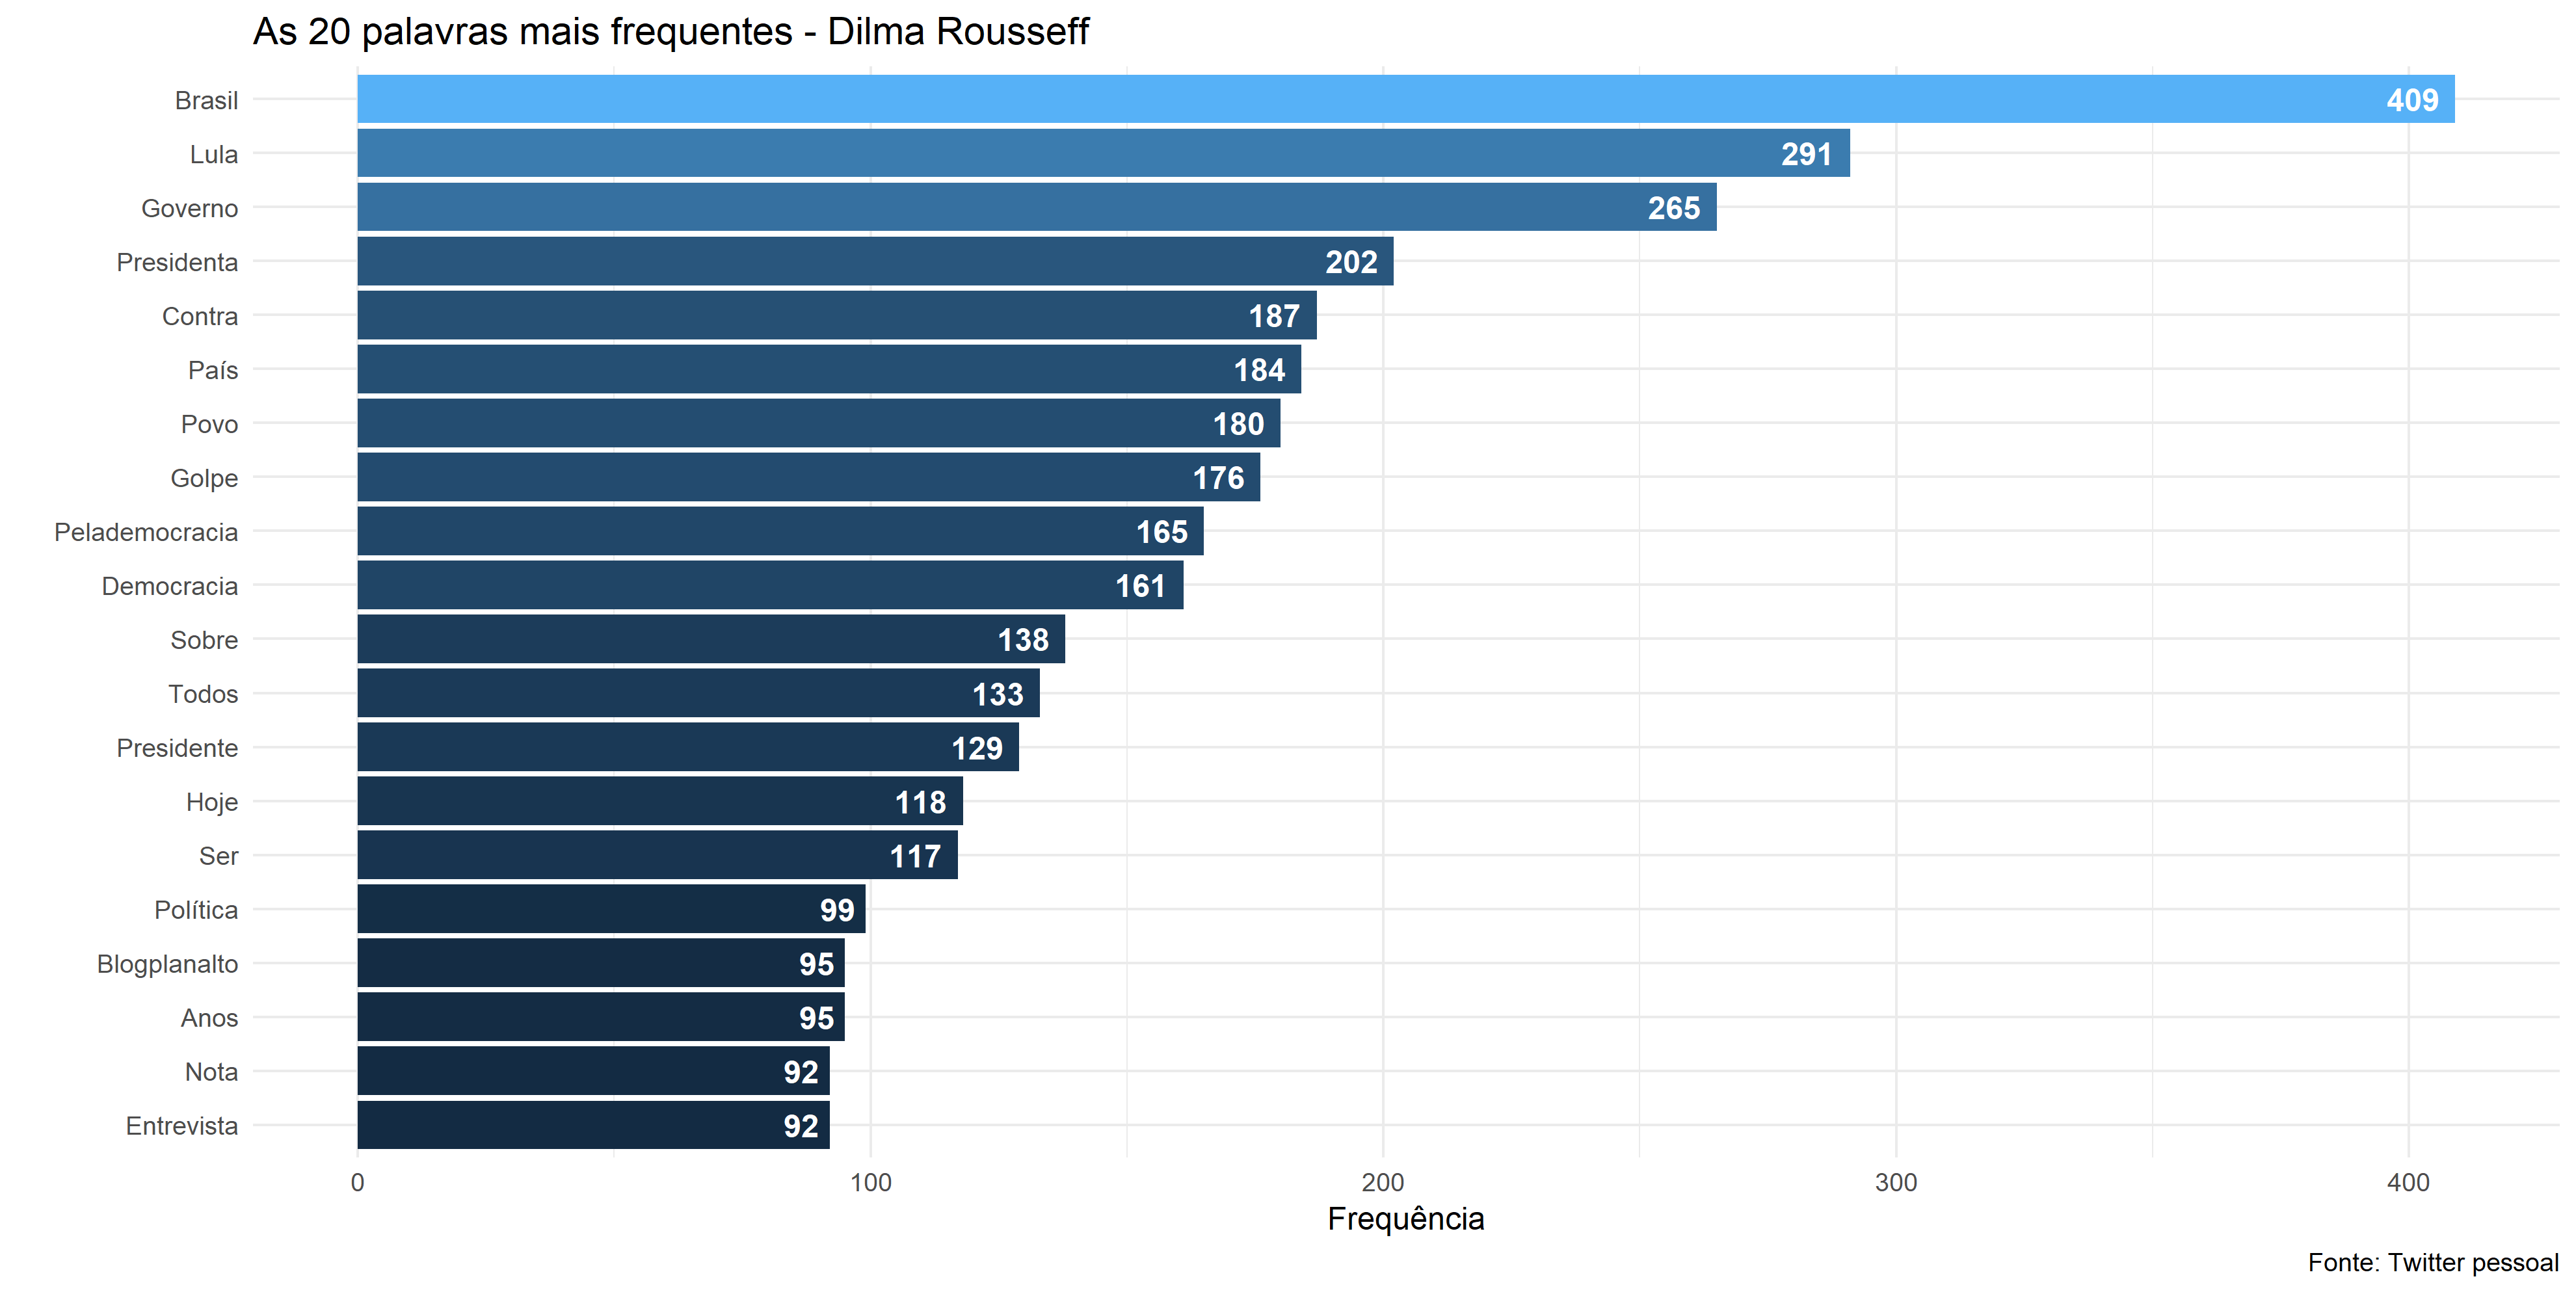 As 20 palavras mais frequentes - Dilma Rousseff
Brasil 409
Lula 291
Governo 265
Presidenta 202
Contra 187
País 184
Povo 180
Golpe 176
Pelademocracia 165
Democracia 161
Sobre 138
Todos 133
Presidente 129
Hoje 118
Ser 117
Política 99
Blogplanalto 95
Anos 95
Nota 92
Entrevista 92
0 100 200 300 400
Frequência
Fonte: Twitter pessoal